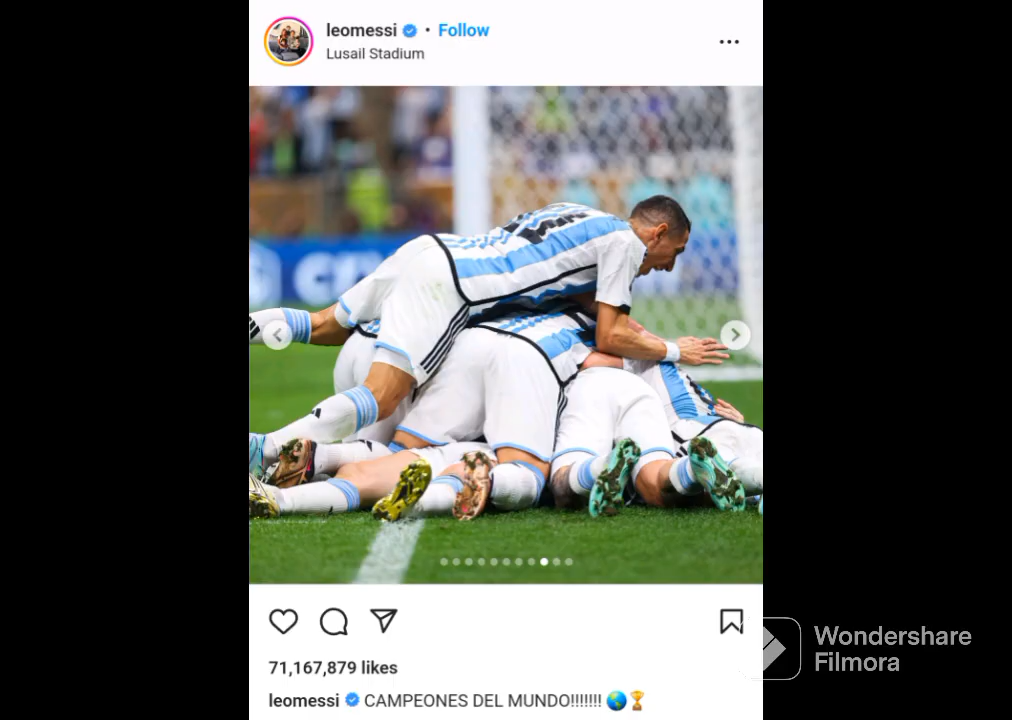 leomessi • Follow
Lusail Stadium
71,167,879 likes
leomessi CAMPEONES DEL MUNDO!!!!!!! 🌎🏆
Wondershare
Filmora